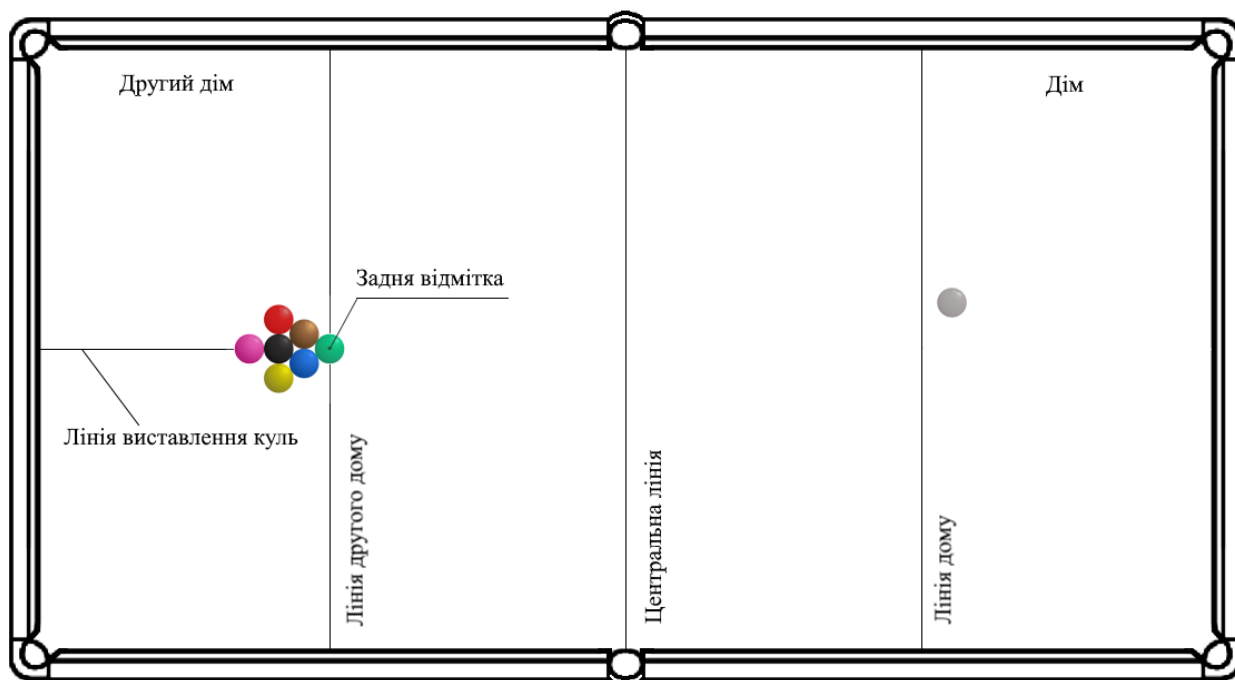 Другий дім
Дім
Задня відмітка
Лінія виставлення куль
Лінія другого дому
Центральна лінія
Лінія дому